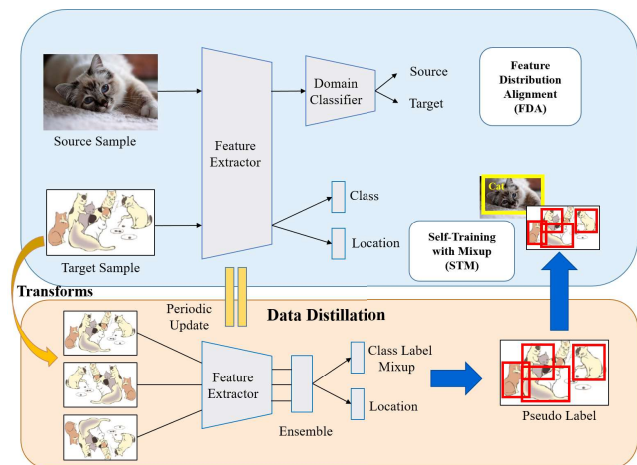 Source Sample
Feature
Extractor
Domain
Classifier
Source
Target
Feature
Distribution
Alignment
(FDA)
Target Sample
Class
Location
Cat
Self-Training
with Mixup
(STM)
Transforms
Periodic
Update
Data Distillation
Feature
Extractor
Ensemble
Class Label
Mixup
Location
Pseudo Label